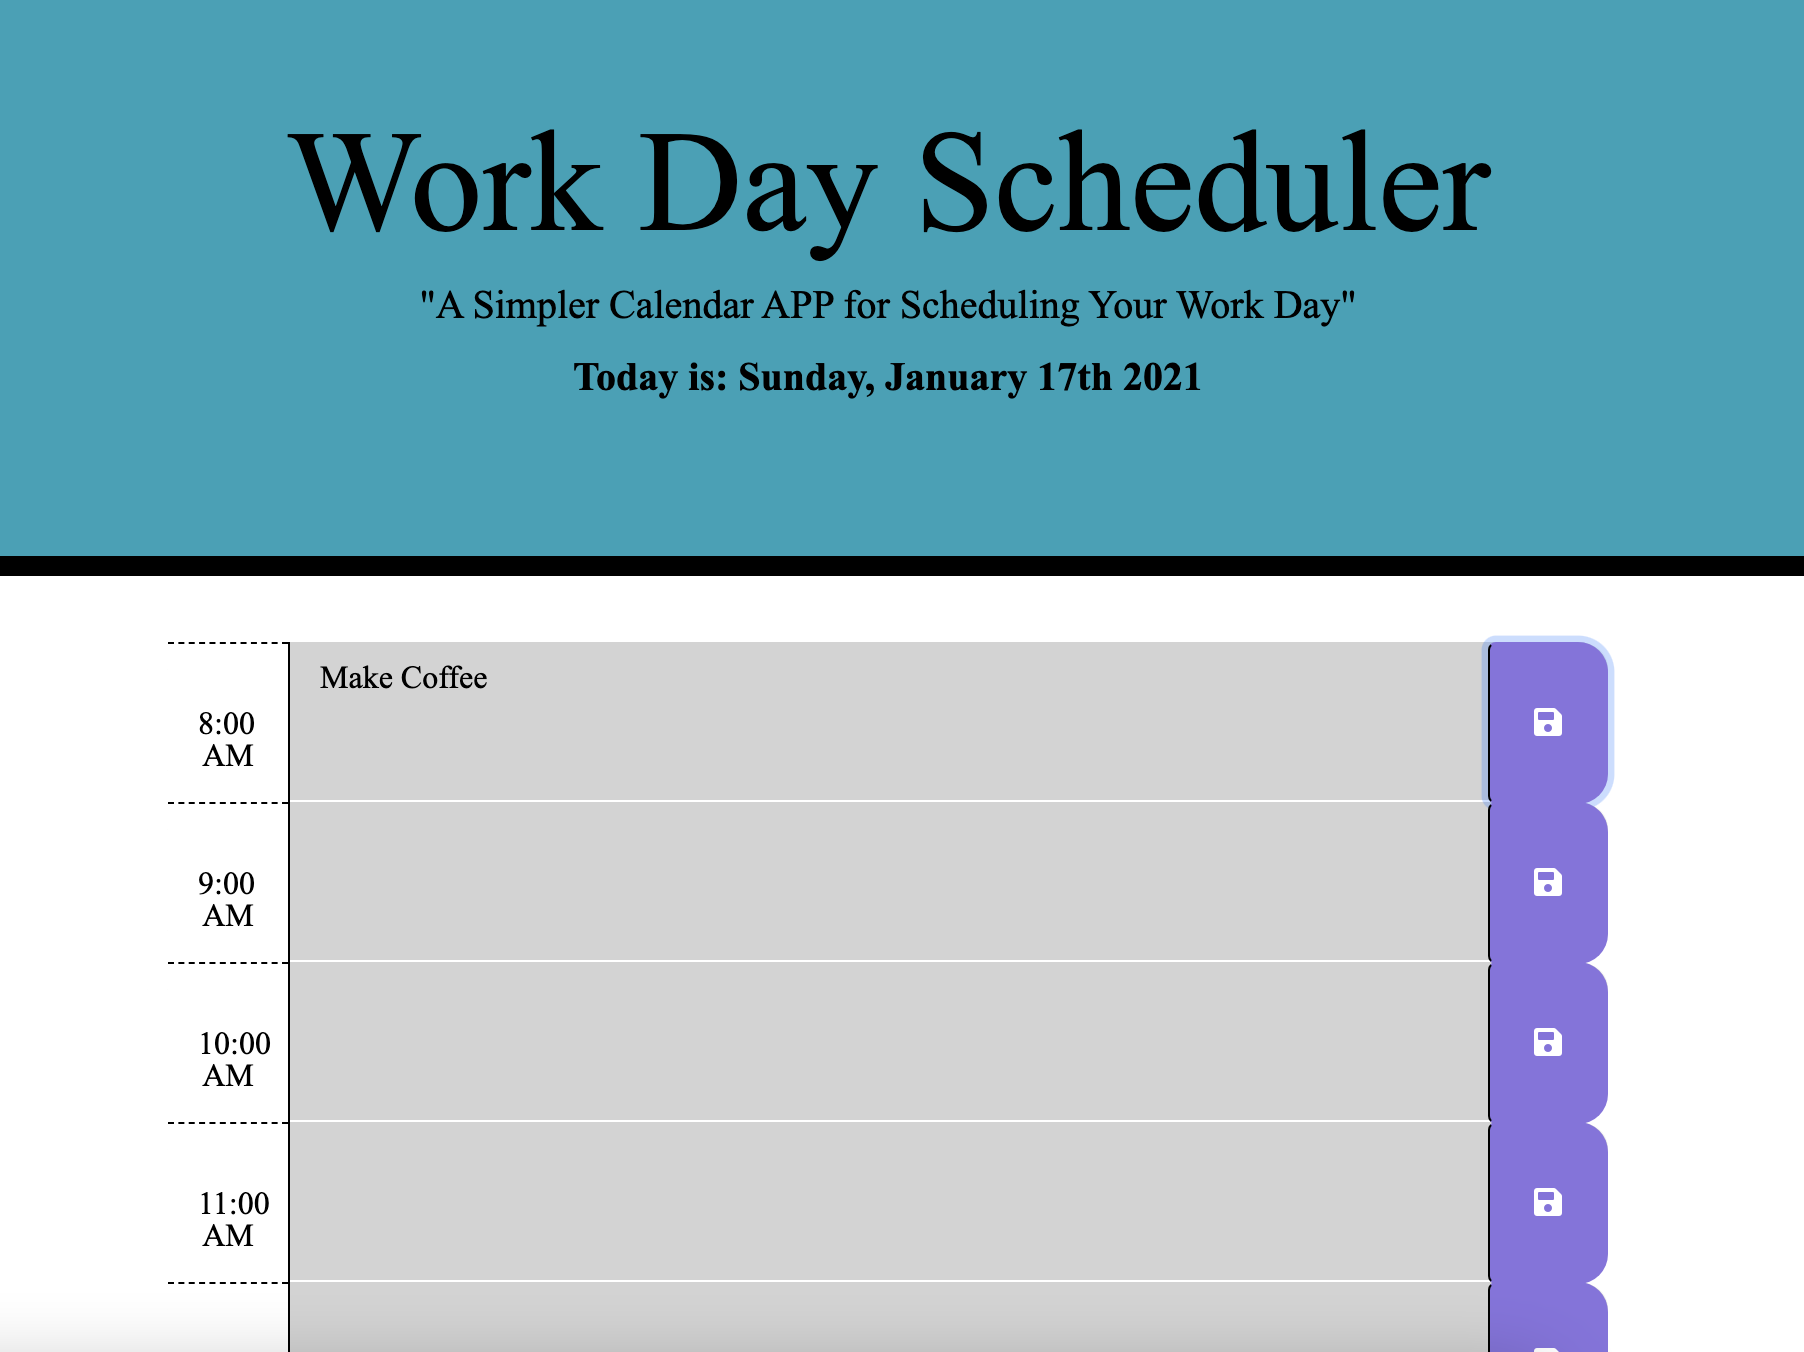 Work Day Scheduler
"A Simpler Calendar APP for Scheduling Your Work Day"
Today is: Sunday, January 17th 2021
Make Coffee
8:00
AM
9:00
AM
10:00
AM
11:00
AM